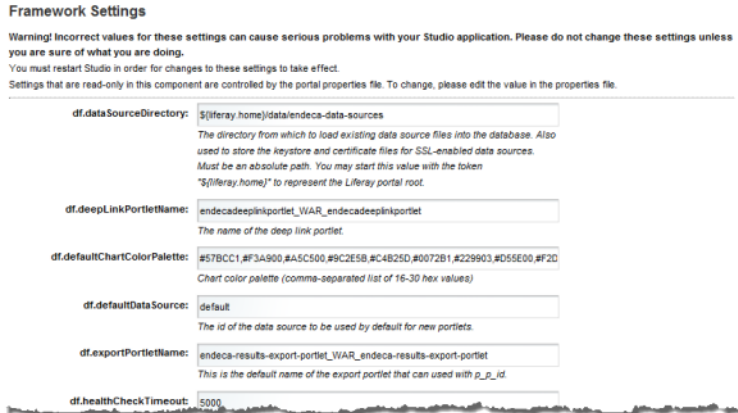 Framework Settings
Warning! Incorrect values for these settings can cause serious problems with your Studio application. Please do not change these settings unless
you are sure of what you are doing.
You must restart Studio in order for changes to these settings to take effect.
Settings that are read-only in this component are controlled by the portal properties file. To change, please edit the value in the properties file.
df.dataSourceDirectory: ${liferay.home}/data/endeca-data-sources
The directory from which to load existing data source files into the database. Also
used to store the keystore and certificate files for SSL-enabled data sources.
Must be an absolute path. You may start this value with the token
"${liferay.home}" to represent the Liferay portal root.
df.deepLinkPortletName: endecadeeplinkportlet_WAR_endecadeeplinkportlet
The name of the deep link portlet.
df.defaultChartColorPalette: #57BCC1,#F3A900,#A5C500,#9C2E5B,#C4B25D,#0072B1,#229903,#D55E00,#F2D
Chart color palette (comma-separated list of 16-30 hex values)
df.defaultDataSource: default
The id of the data source to be used by default for new portlets.
df.exportPortletName: endeca-results-export-portlet_WAR_endeca-results-export-portlet
This is the default name of the export portlet that can used with p_p_id.
df.healthCheckTimeout: 5000